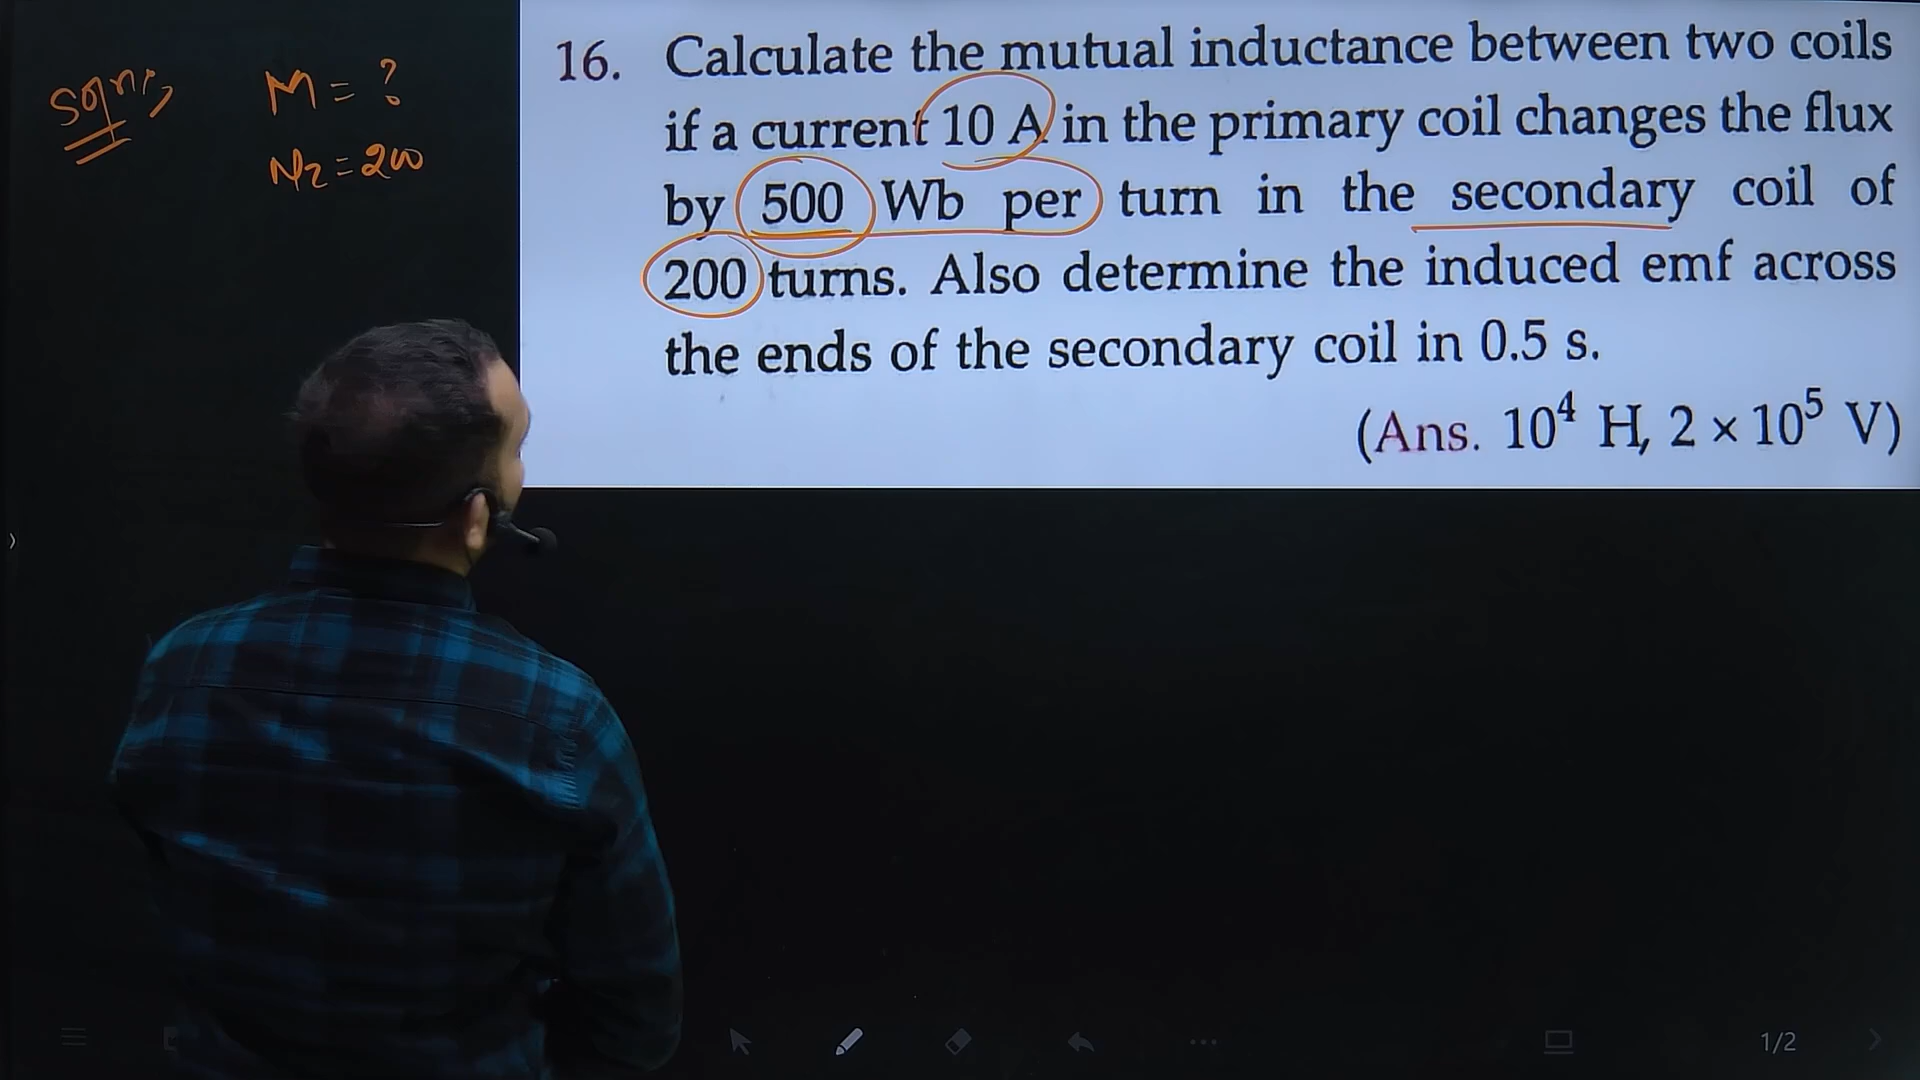 Soln;
M = ?
N2 = 200
16. Calculate the mutual inductance between two coils
if a current 10 A in the primary coil changes the flux
by 500 Wb per turn in the secondary coil of
200 turns. Also determine the induced emf across
the ends of the secondary coil in 0.5 s.
(Ans. 10⁴ H, 2 × 10⁵ V)
1/2